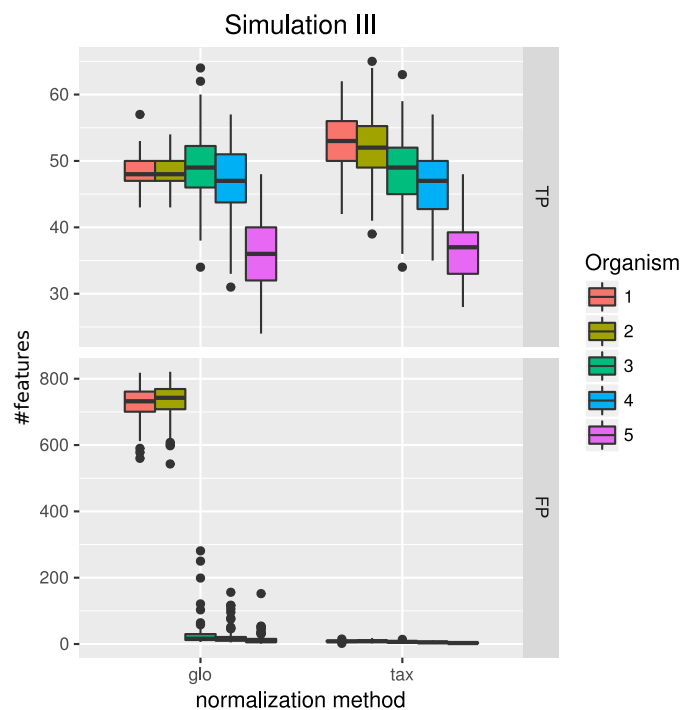 Simulation III
60
50
40
30
TP
800
600
400
200
0
FP
#features
glo
tax
normalization method
Organism
1
2
3
4
5